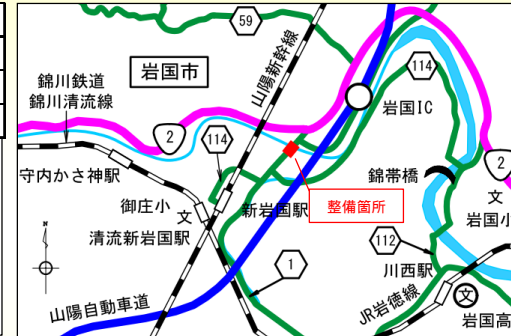 59
山陽新幹線
岩国市
114
錦川鉄道
錦川清流線
岩国IC
2
114
守内かさ神駅
錦帯橋
2
御庄小
文
新岩国駅
整備箇所
文
岩国小
清流新岩国駅
112
川西駅
1
山陽自動車道
JR岩徳線
文
岩国高
N